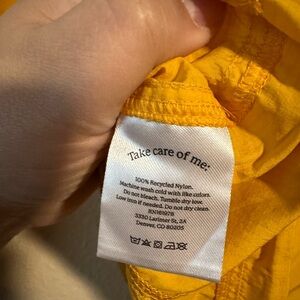 Take care of me:
100% Recycled Nylon.
Machine wash cold with like colors.
Do not bleach. Tumble dry low.
Low iron if needed. Do not dry clean.
RN161978
3330 Larimer St, 2A
Denver, CO 80205